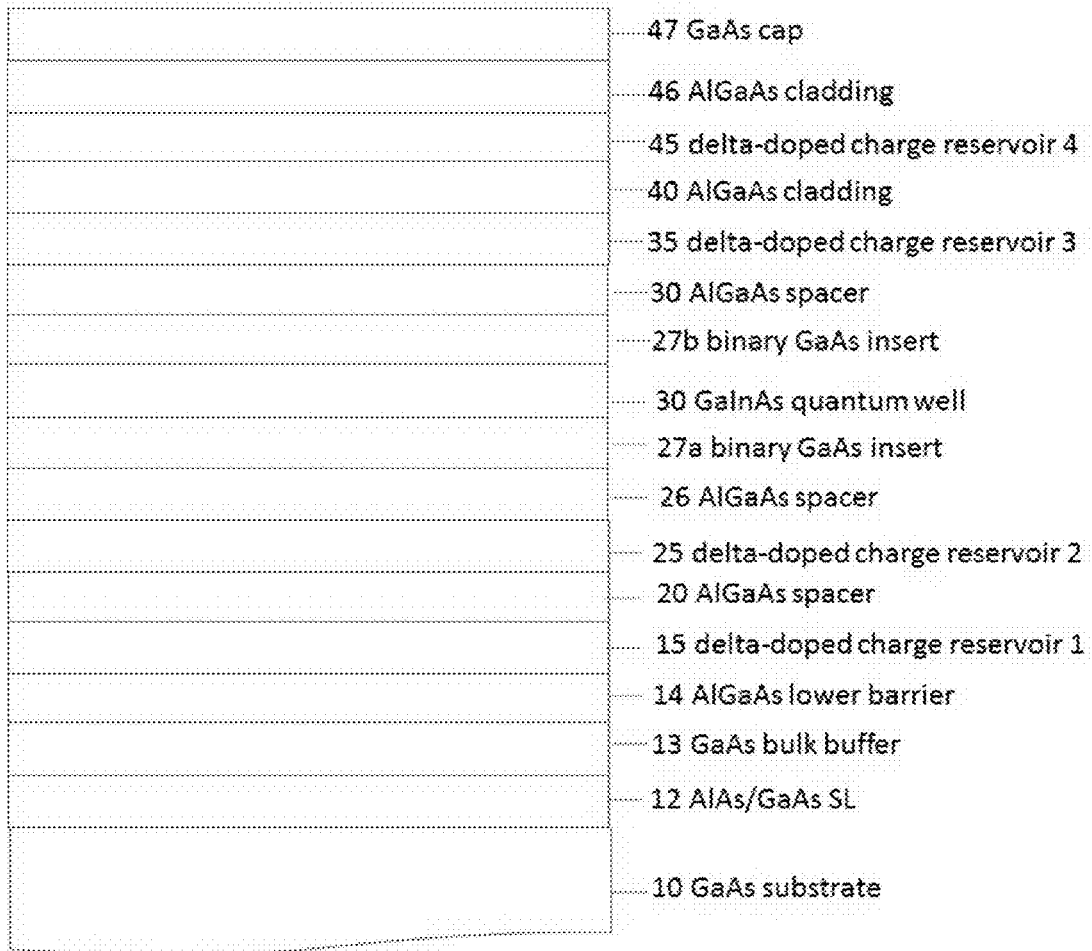 47 GaAs cap
46 AlGaAs cladding
45 delta-doped charge reservoir 4
40 AlGaAs cladding
35 delta-doped charge reservoir 3
30 AlGaAs spacer
27b binary GaAs insert
30 GaInAs quantum well
27a binary GaAs insert
26 AlGaAs spacer
25 delta-doped charge reservoir 2
20 AlGaAs spacer
15 delta-doped charge reservoir 1
14 AlGaAs lower barrier
13 GaAs bulk buffer
12 AlAs/GaAs SL
10 GaAs substrate